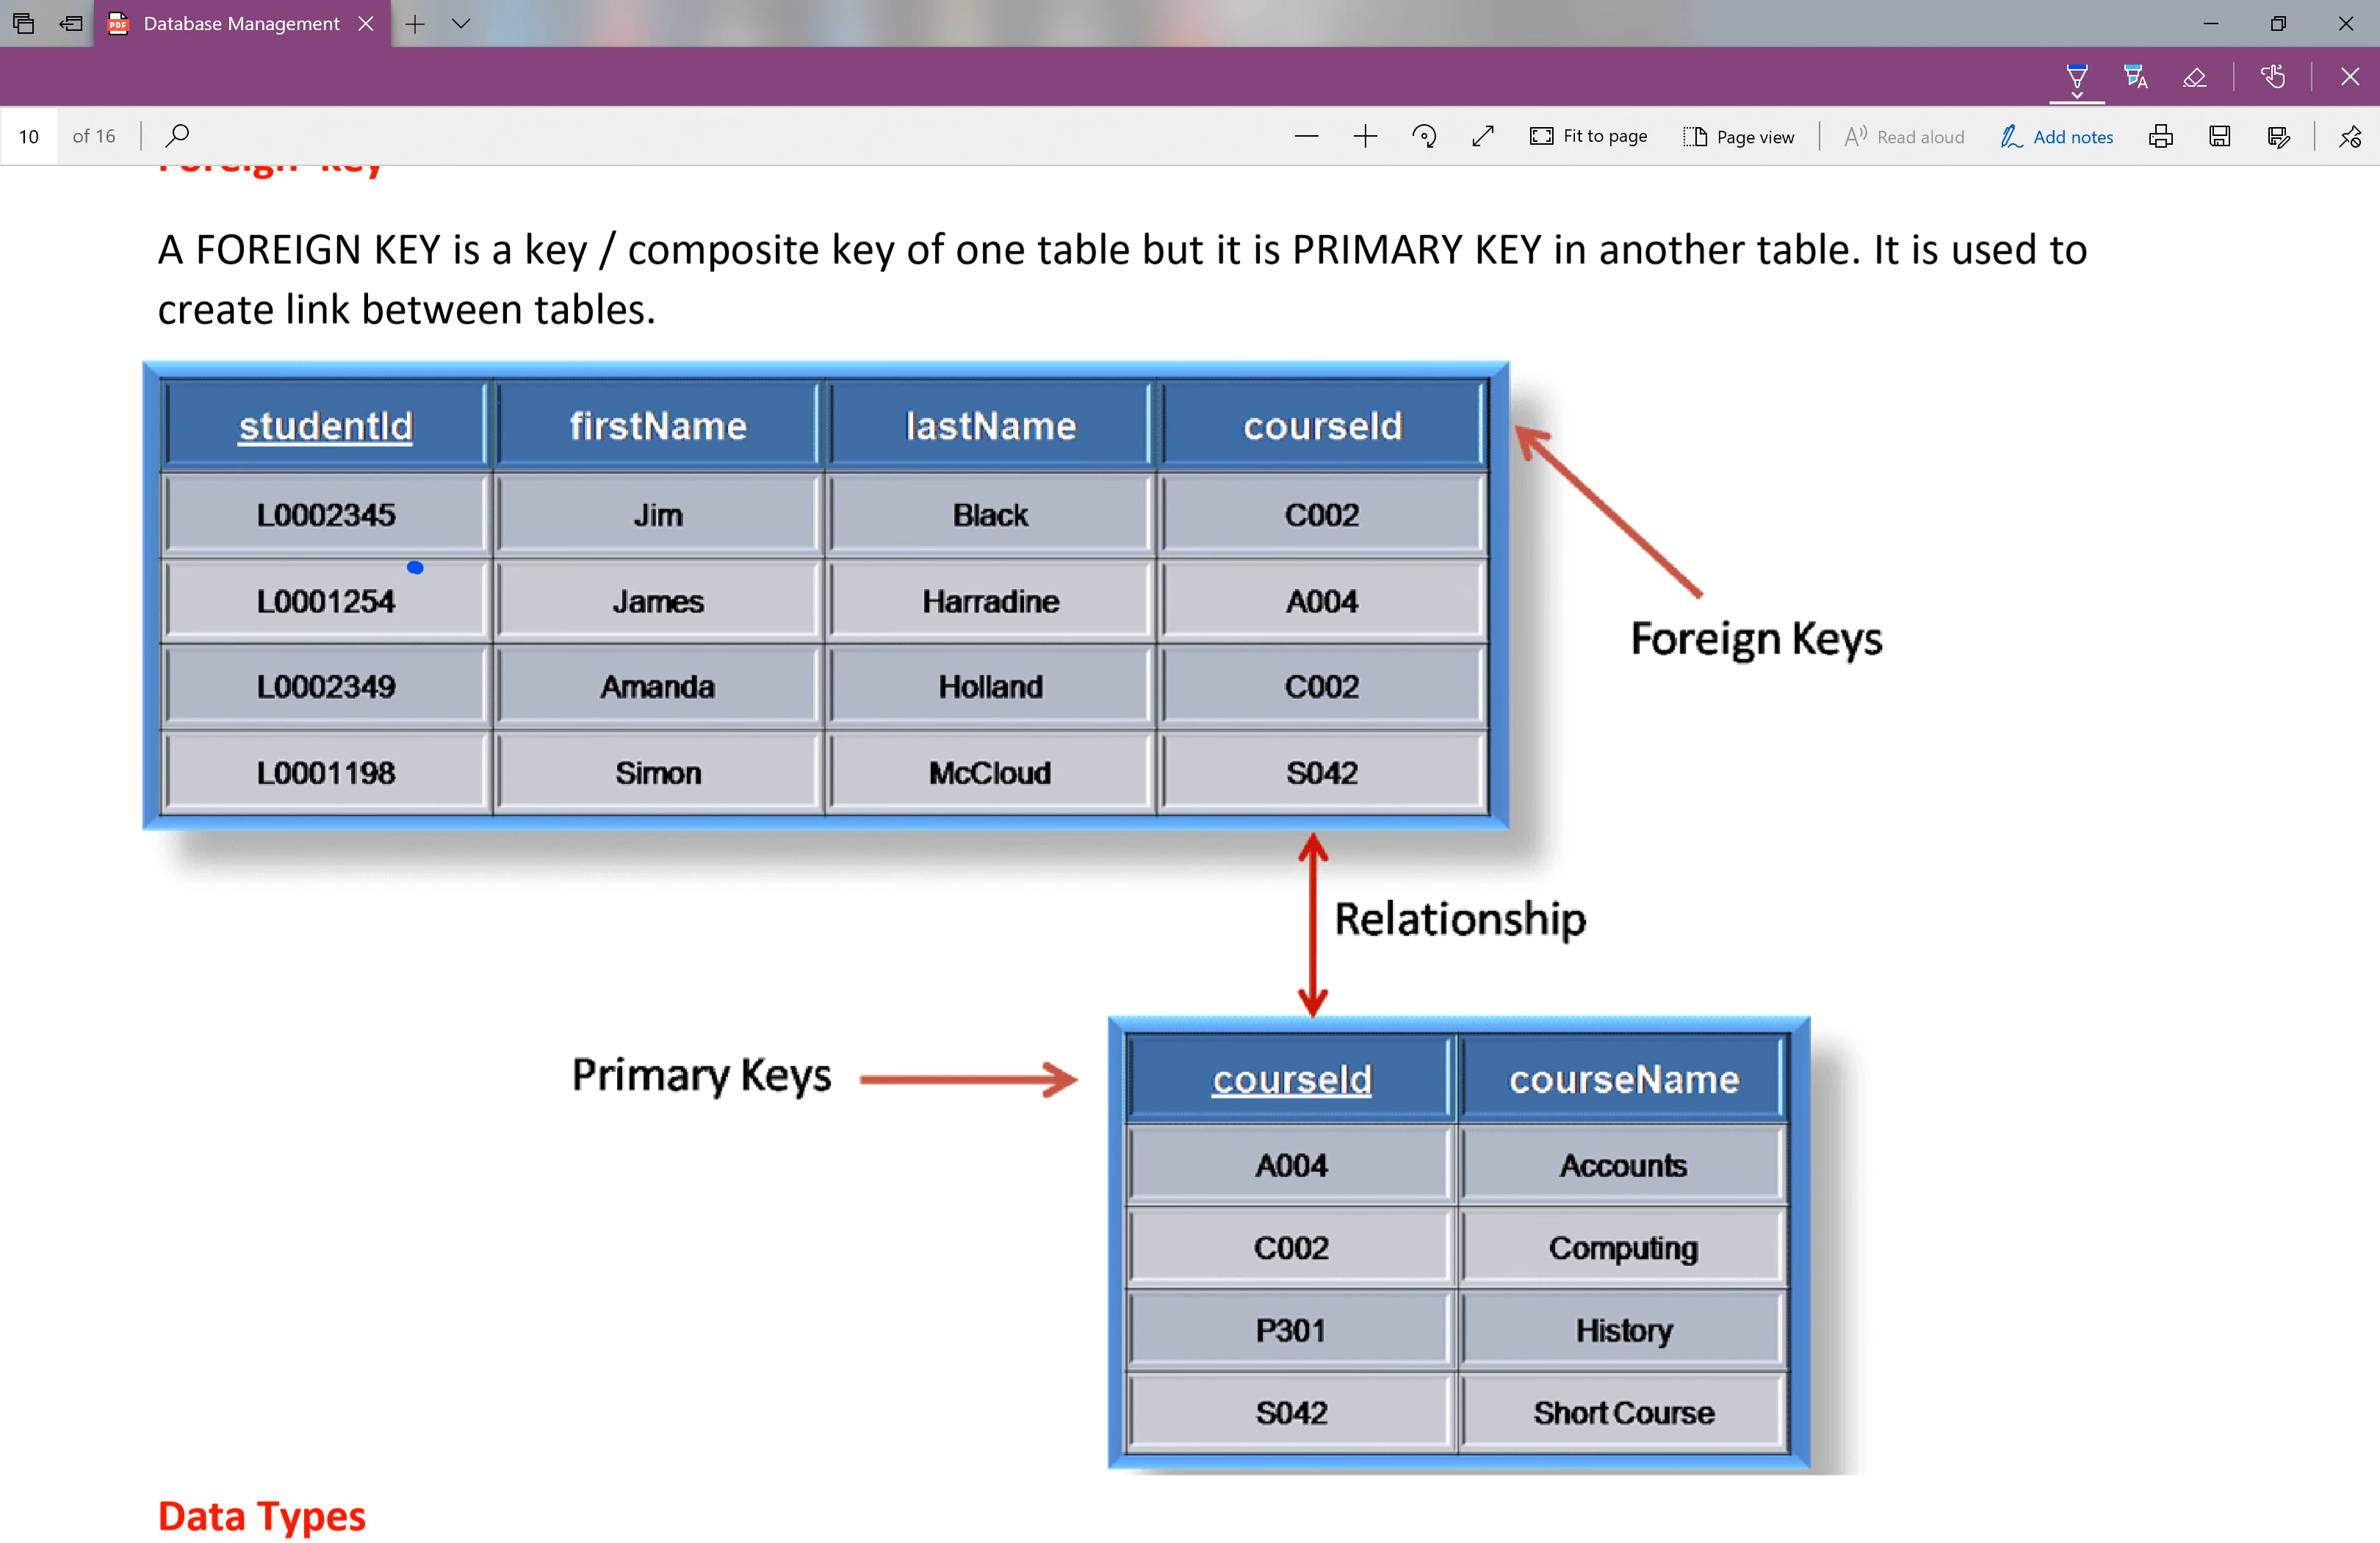 Database Management
10 of 16
Fit to page
Page view
Read aloud
Add notes
Foreign key
A FOREIGN KEY is a key / composite key of one table but it is PRIMARY KEY in another table. It is used to
create link between tables.
studentId firstName lastName courseId
L0002345 Jim Black C002
L0001254 James Harradine A004
L0002349 Amanda Holland C002
L0001198 Simon McCloud S042
Foreign Keys
Relationship
Primary Keys
courseId courseName
A004 Accounts
C002 Computing
P301 History
S042 Short Course
Data Types